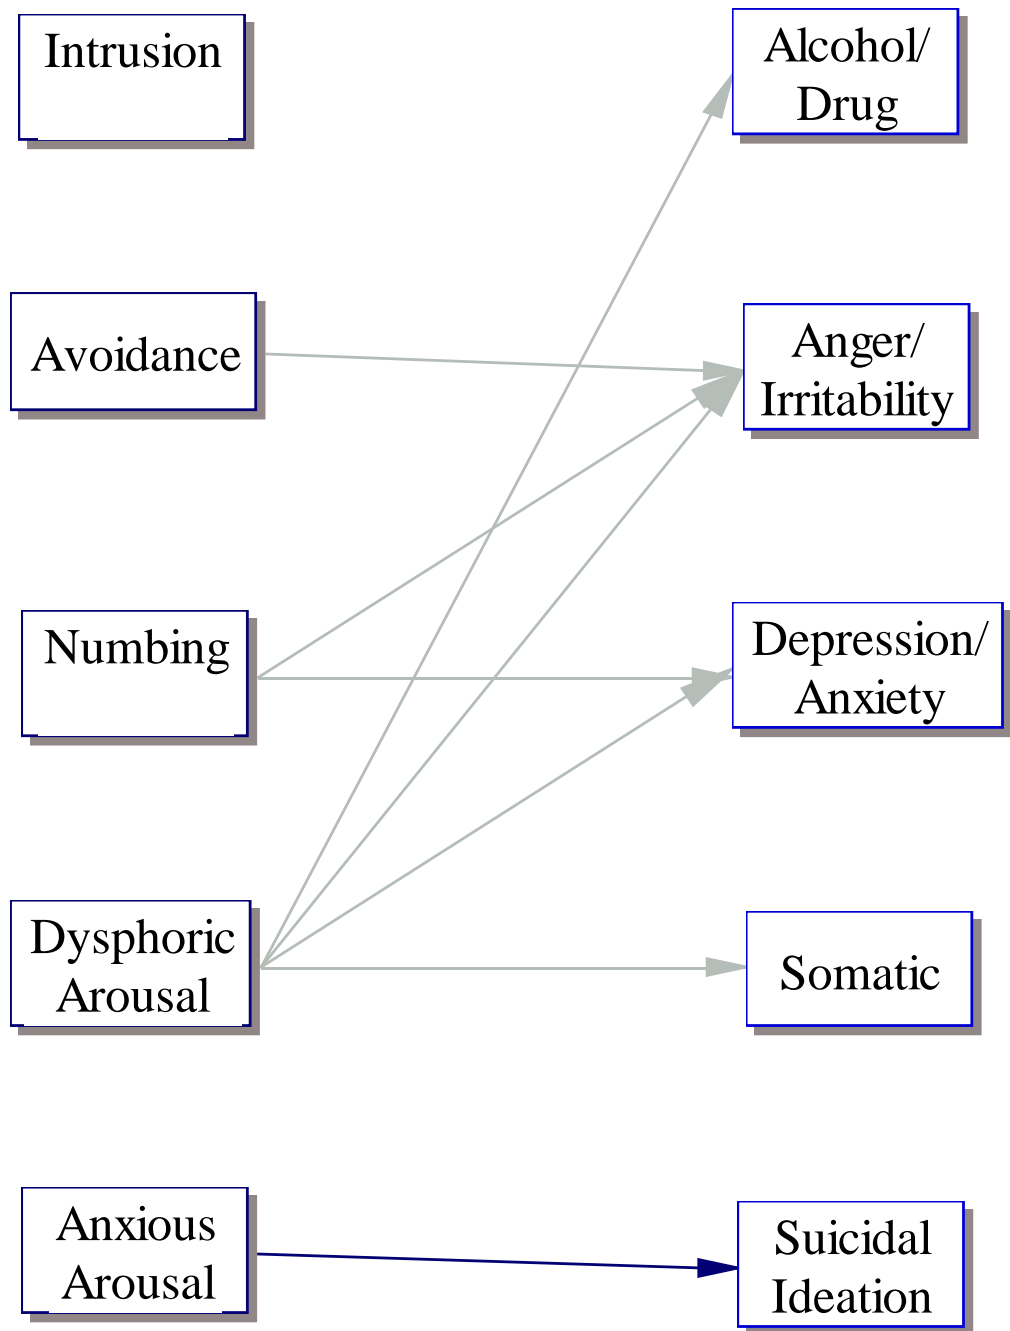 Intrusion
Alcohol/
Drug
Avoidance
Anger/
Irritability
Numbing
Depression/
Anxiety
Dysphoric
Arousal
Somatic
Anxious
Arousal
Suicidal
Ideation